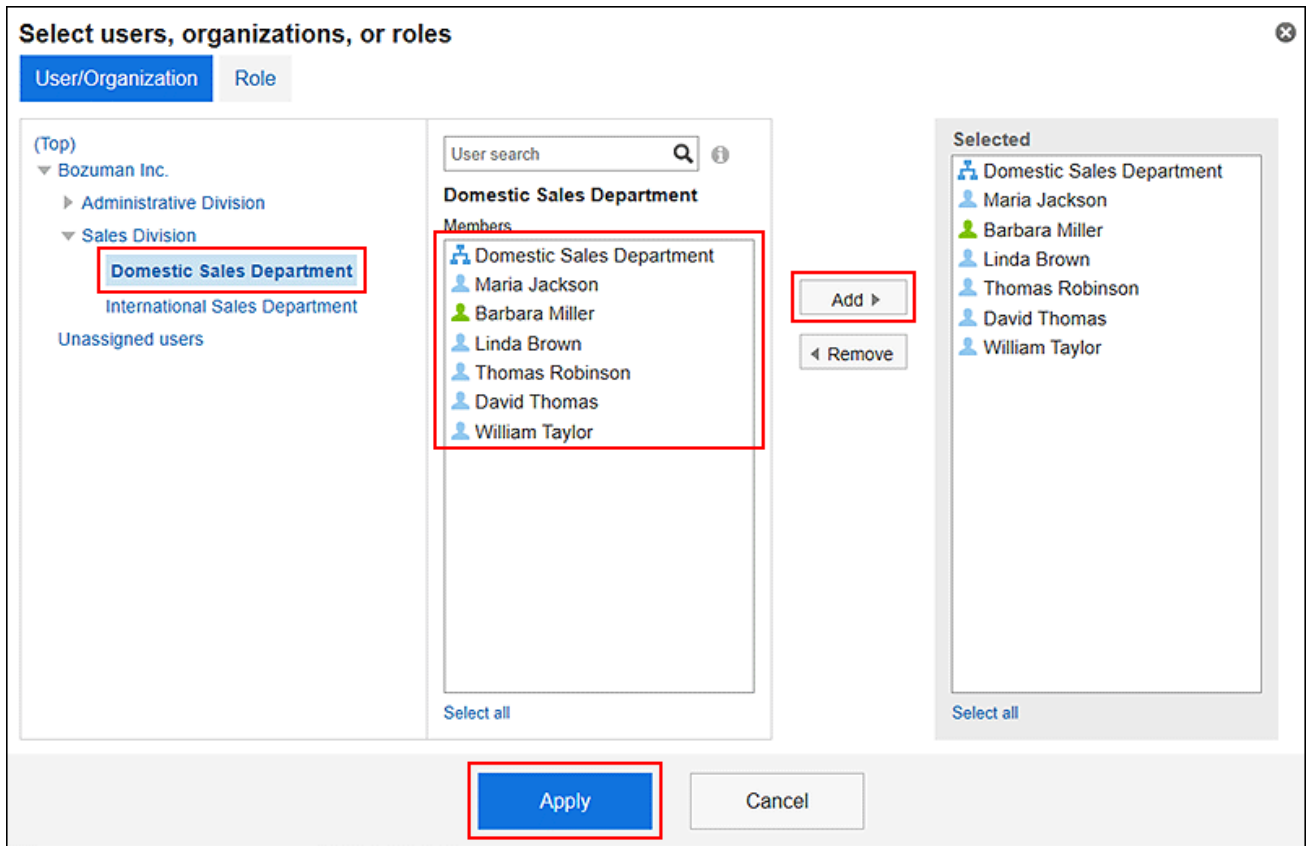 Select users, organizations, or roles
User/Organization
Role
(Top)
Bozuman Inc.
Administrative Division
Sales Division
Domestic Sales Department
International Sales Department
Unassigned users
User search
Domestic Sales Department
Members
Domestic Sales Department
Maria Jackson
Barbara Miller
Linda Brown
Thomas Robinson
David Thomas
William Taylor
Select all
Add
Remove
Selected
Domestic Sales Department
Maria Jackson
Barbara Miller
Linda Brown
Thomas Robinson
David Thomas
William Taylor
Select all
Apply
Cancel